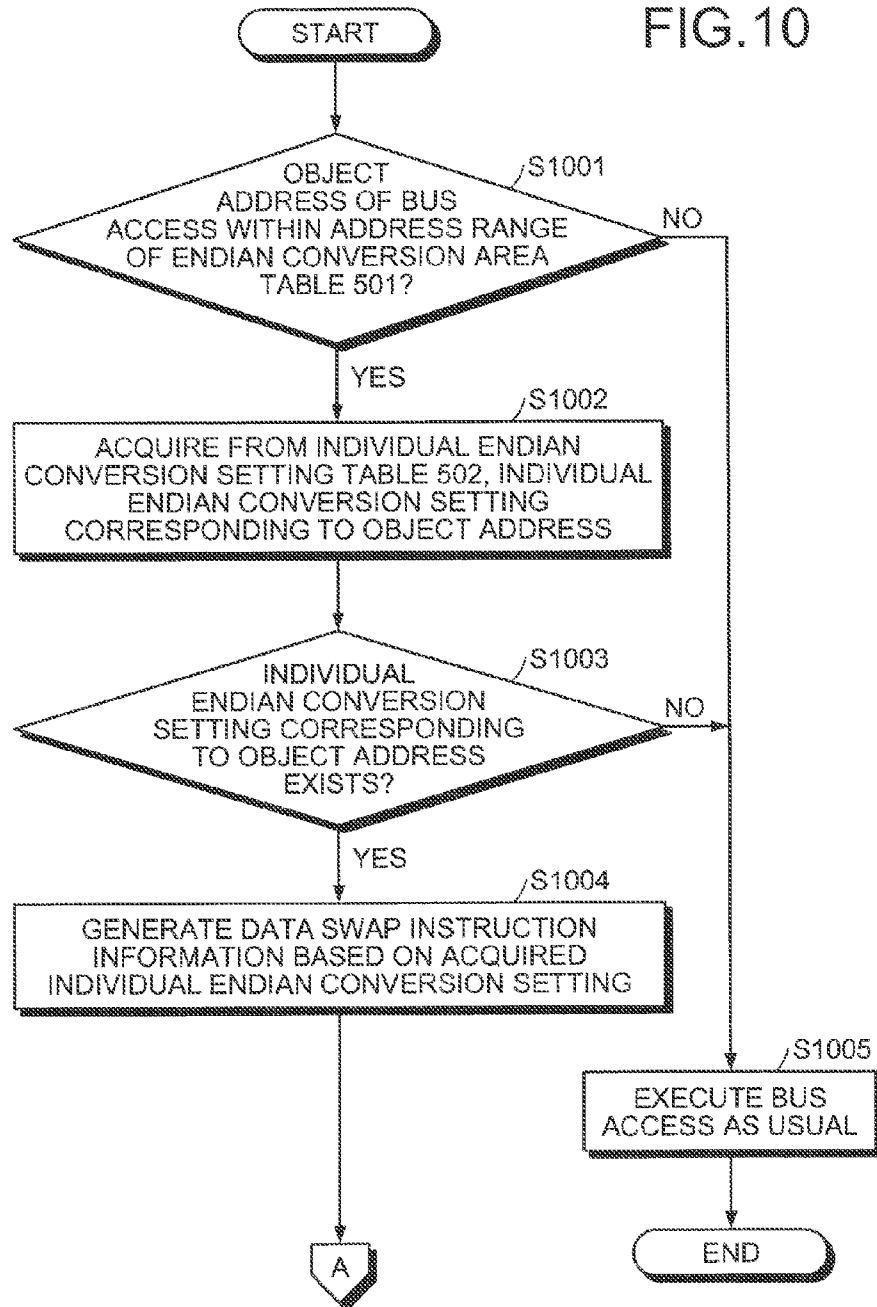 FIG.10
START
OBJECT
ADDRESS OF BUS
ACCESS WITHIN ADDRESS RANGE
OF ENDIAN CONVERSION AREA
TABLE 501?
S1001
NO
YES
S1002
ACQUIRE FROM INDIVIDUAL ENDIAN
CONVERSION SETTING TABLE 502, INDIVIDUAL
ENDIAN CONVERSION SETTING
CORRESPONDING TO OBJECT ADDRESS
S1003
INDIVIDUAL
ENDIAN CONVERSION
SETTING CORRESPONDING
TO OBJECT ADDRESS
EXISTS?
NO
YES
S1004
GENERATE DATA SWAP INSTRUCTION
INFORMATION BASED ON ACQUIRED
INDIVIDUAL ENDIAN CONVERSION SETTING
S1005
EXECUTE BUS
ACCESS AS USUAL
A
END